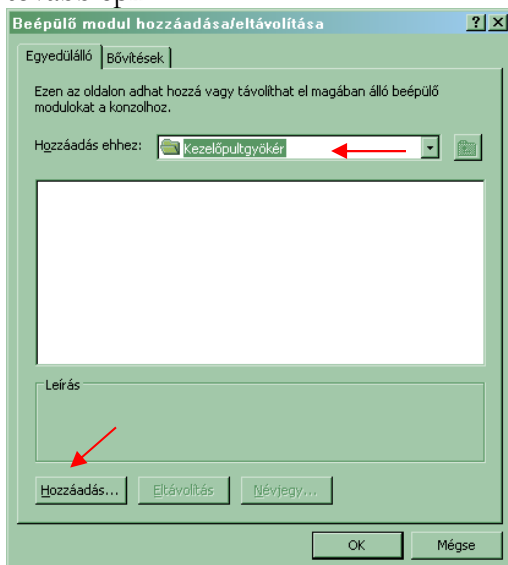 Beépülő modul hozzáadása/eltávolítása
Egyedülálló
Bővítések
Ezen az oldalon adhat hozzá vagy távolíthat el magában álló beépülő
modulokat a konzolhoz.
Hozzáadás ehhez:
Kezelőpultgyökér
Leírás
Hozzáadás...
Eltávolítás
Névjegy...
OK
Mégse